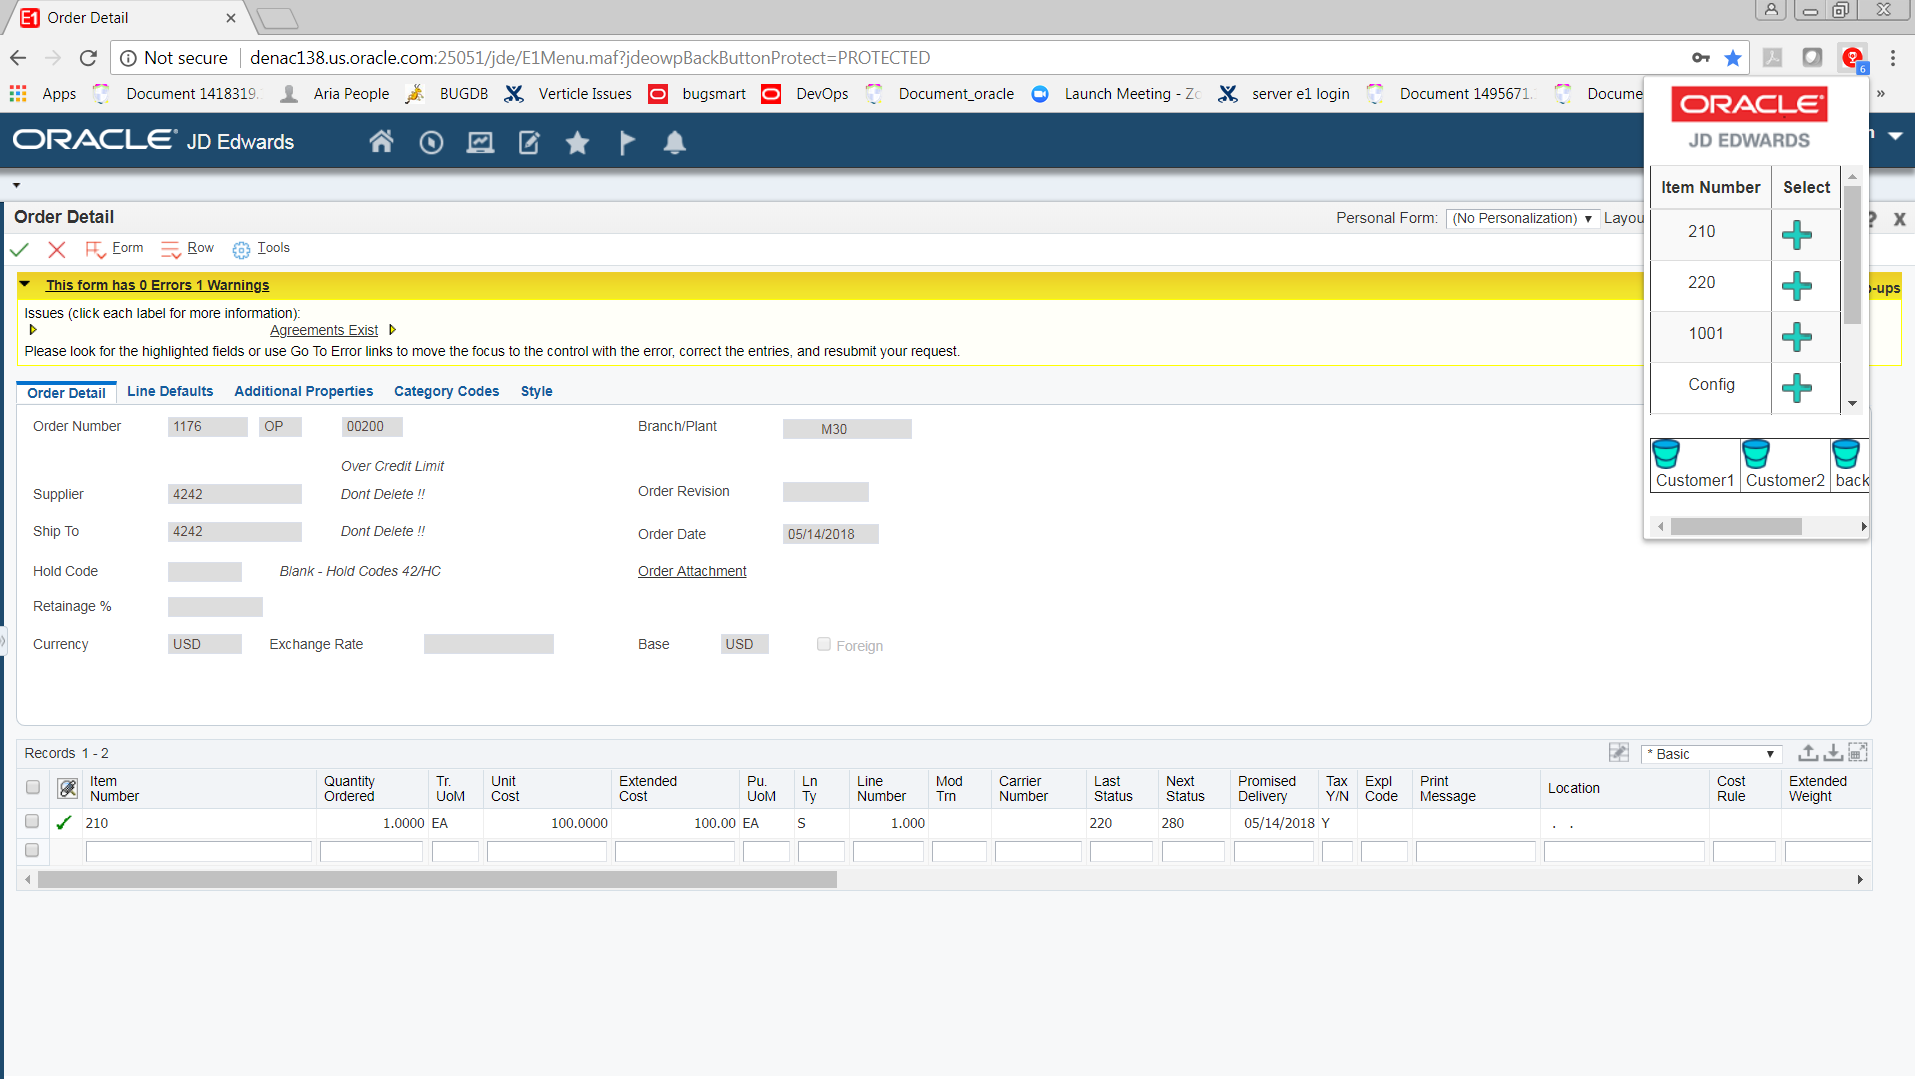 E1 Order Detail
Not secure denac138.us.oracle.com:25051/jde/E1Menu.maf?jdeowpBackButtonProtect=PROTECTED
6
Apps Document 1418319. Aria People BUGDB Verticle Issues bugsmart DevOps Document_oracle Launch Meeting - Zo server e1 login Document 1495671. Docume »
ORACLE JD Edwards
ORACLE
JD EDWARDS
Item Number Select
210
220
1001
Config
Customer1 Customer2 back
Order Detail
Personal Form: (No Personalization) Layou
Form Row Tools
This form has 0 Errors 1 Warnings
o-ups
Issues (click each label for more information):
Agreements Exist
Please look for the highlighted fields or use Go To Error links to move the focus to the control with the error, correct the entries, and resubmit your request.
Order Detail Line Defaults Additional Properties Category Codes Style
Order Number 1176 OP 00200 Branch/Plant M30
Over Credit Limit
Supplier 4242 Dont Delete !! Order Revision
Ship To 4242 Dont Delete !! Order Date 05/14/2018
Hold Code Blank - Hold Codes 42/HC Order Attachment
Retainage %
Currency USD Exchange Rate Base USD Foreign
Records 1 - 2 * Basic
Item Number Quantity Ordered Tr. UoM Unit Cost Extended Cost Pu. UoM Ln Ty Line Number Mod Trn Carrier Number Last Status Next Status Promised Delivery Tax Y/N Expl Code Print Message Location Cost Rule Extended Weight
210 1.0000 EA 100.0000 100.00 EA S 1.000 220 280 05/14/2018 Y . .